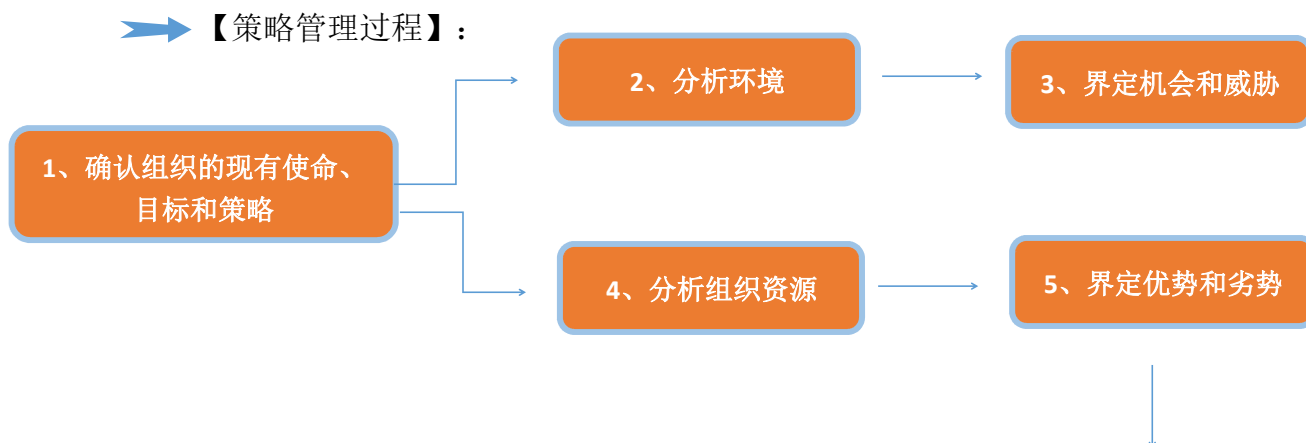 【策略管理过程】：
1、确认组织的现有使命、
目标和策略
2、分析环境
3、界定机会和威胁
4、分析组织资源
5、界定优势和劣势